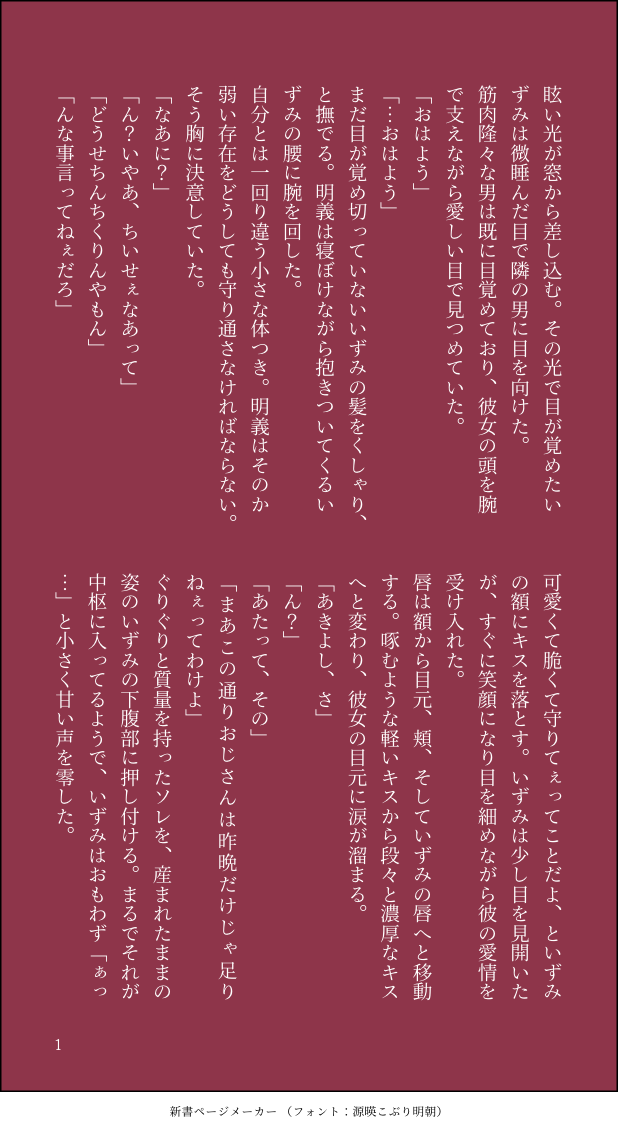 眩い光が窓から差し込む。その光で目が覚めたい
ずみは微睡んだ目で隣の男に目を向けた。
筋肉隆々な男は既に目覚めており、彼女の頭を腕
で支えながら愛しい目で見つめていた。
「おはよう」
「…おはよう」
まだ目が覚め切っていないいずみの髪をくしゃり、
と撫でる。明義は寝ぼけながら抱きついてくるい
ずみの腰に腕を回した。
自分とは一回り違う小さな体つき。明義はそのか
弱い存在をどうしても守り通さなければならない。
そう胸に決意していた。
「なあに？」
「ん？いやあ、ちいせぇなあって」
「どうせちんちくりんやもん」
「んな事言ってねぇだろ」
可愛くて脆くて守りてぇってことだよ、といずみ
の額にキスを落とす。いずみは少し目を見開いた
が、すぐに笑顔になり目を細めながら彼の愛情を
受け入れた。
唇は額から目元、頬、そしていずみの唇へと移動
する。啄むような軽いキスから段々と濃厚なキス
へと変わり、彼女の目元に涙が溜まる。
「あきよし、さ」
「ん？」
「あたって、その」
「まあこの通りおじさんは昨晩だけじゃ足り
ねぇってわけよ」
ぐりぐりと質量を持ったソレを、産まれたままの
姿のいずみの下腹部に押し付ける。まるでそれが
中枢に入ってるようで、いずみはおもわず「ぁっ
…」と小さく甘い声を零した。
1
新書ページメーカー（フォント：源暎こぶり明朝）